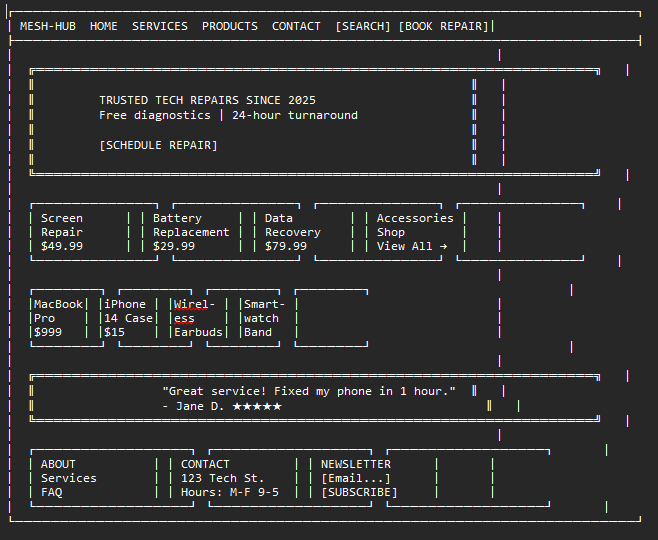 MESH-HUB HOME SERVICES PRODUCTS CONTACT [SEARCH] [BOOK REPAIR]
TRUSTED TECH REPAIRS SINCE 2025
Free diagnostics | 24-hour turnaround
[SCHEDULE REPAIR]
Screen Battery Data Accessories
Repair Replacement Recovery Shop
$49.99 $29.99 $79.99 View All →
MacBook iPhone Wirel- Smart-
Pro 14 Case ess watch
$999 $15 Earbuds Band
"Great service! Fixed my phone in 1 hour."
- Jane D. ★★★★★
ABOUT CONTACT NEWSLETTER
Services 123 Tech St. [Email...]
FAQ Hours: M-F 9-5 [SUBSCRIBE]